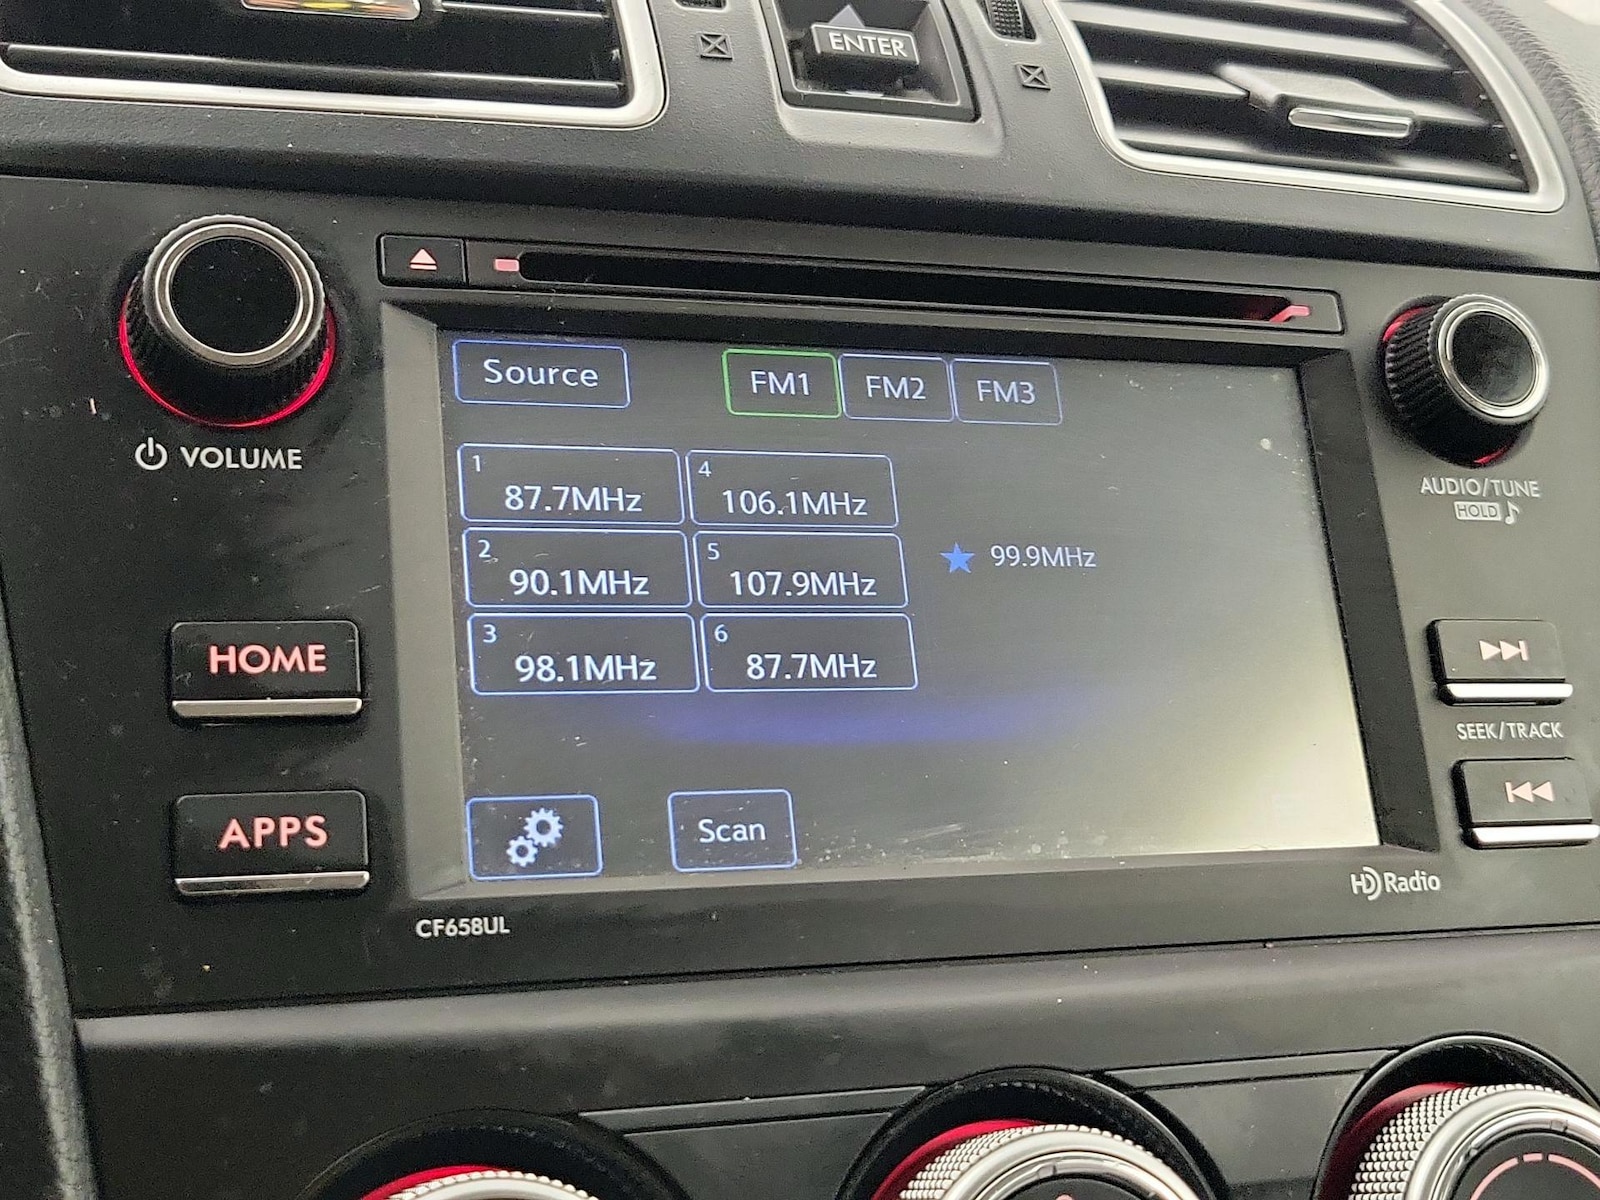 ENTER
Source
FM1
FM2
FM3
VOLUME
AUDIO/TUNE
HOLD
1
87.7MHz
4
106.1MHz
2
90.1MHz
5
107.9MHz
99.9MHz
3
98.1MHz
6
87.7MHz
HOME
SEEK/TRACK
APPS
Scan
HD Radio
CF658UL